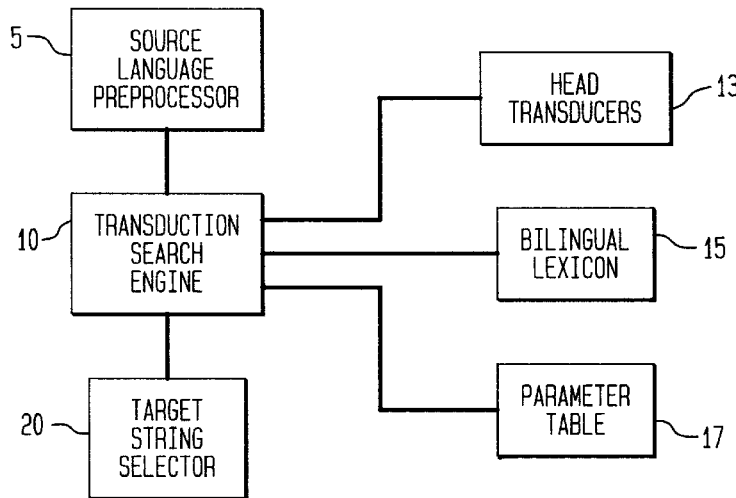 5
SOURCE
LANGUAGE
PREPROCESSOR
HEAD
TRANSDUCERS
13
10
TRANSDUCTION
SEARCH
ENGINE
BILINGUAL
LEXICON
15
20
TARGET
STRING
SELECTOR
PARAMETER
TABLE
17